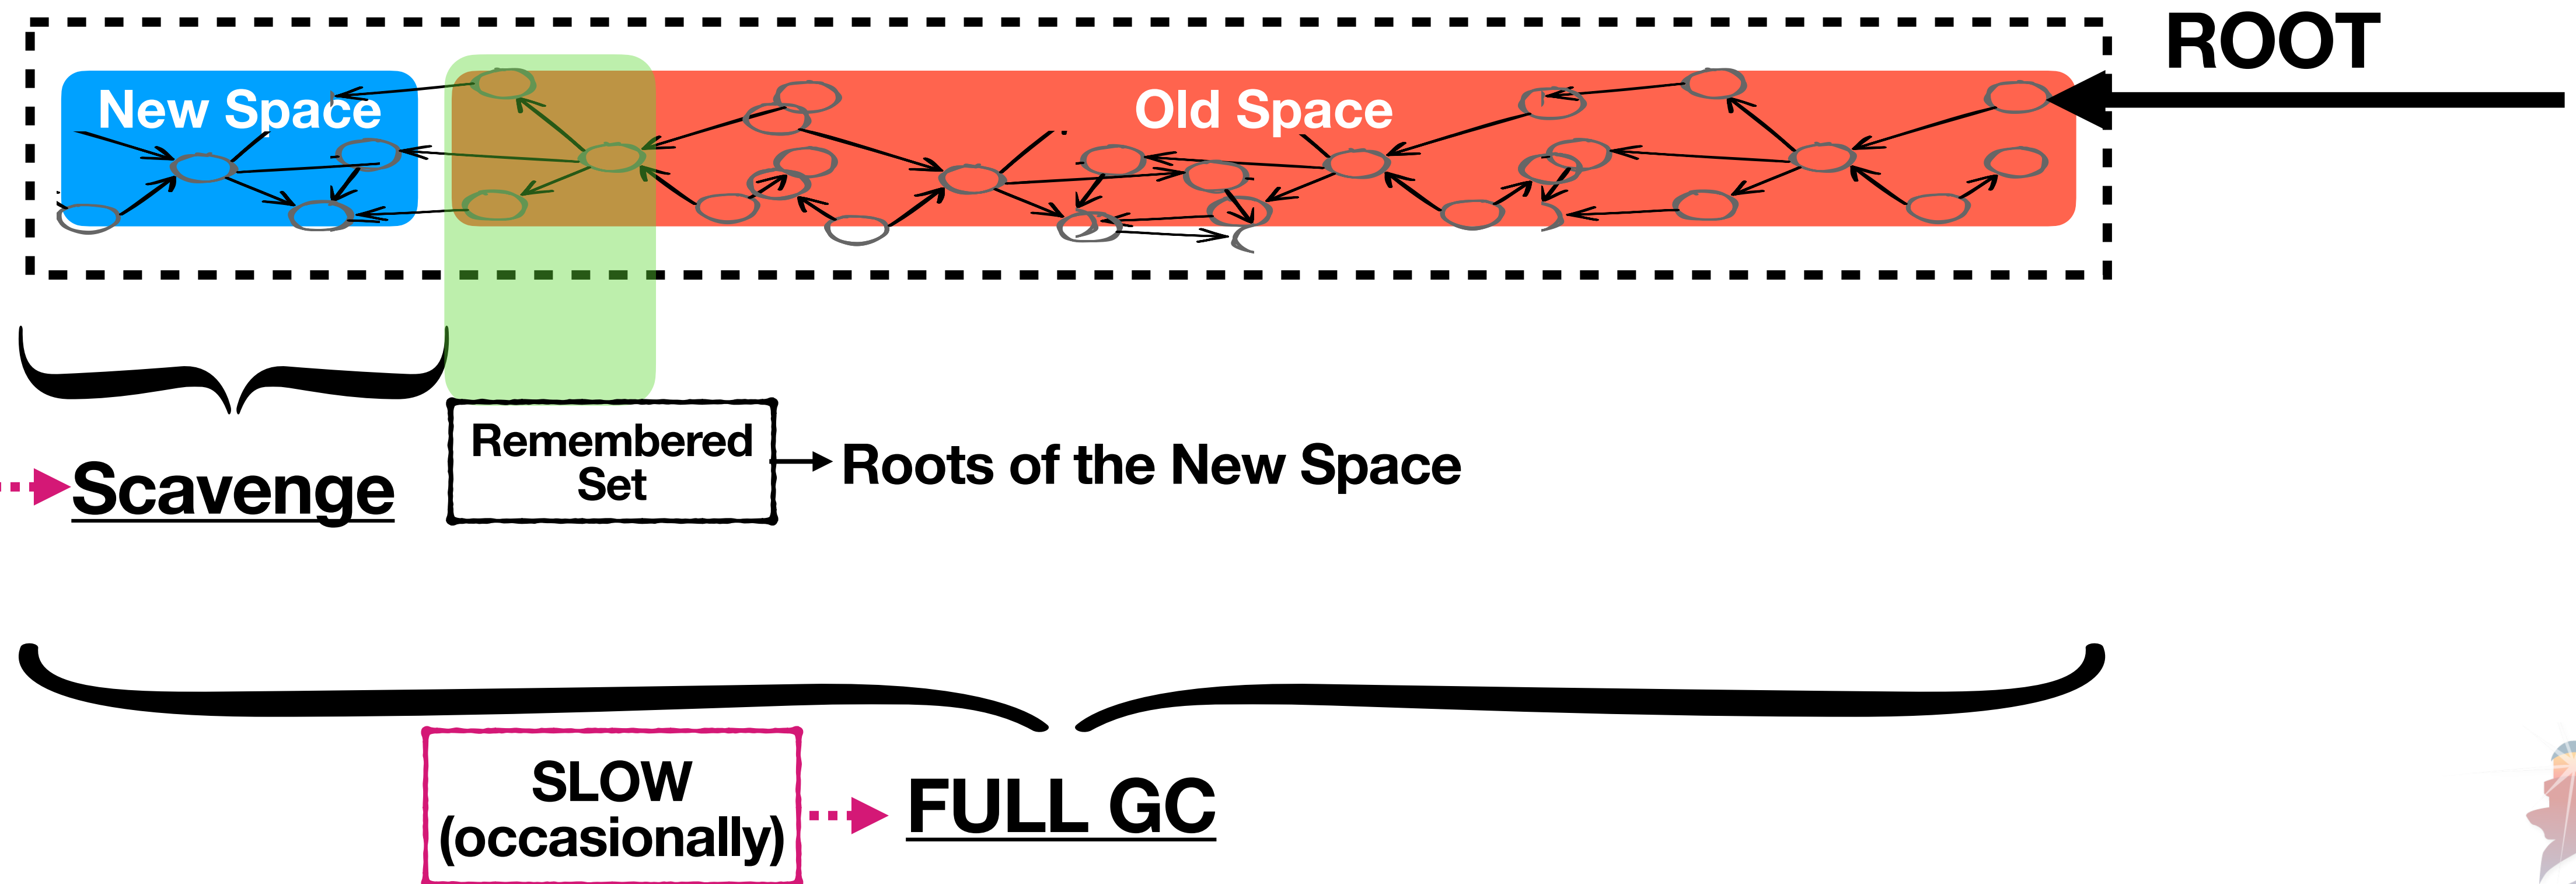 ROOT
New Space
Old Space
Remembered
Set
Roots of the New Space
Scavenge
SLOW
(occasionally)
FULL GC